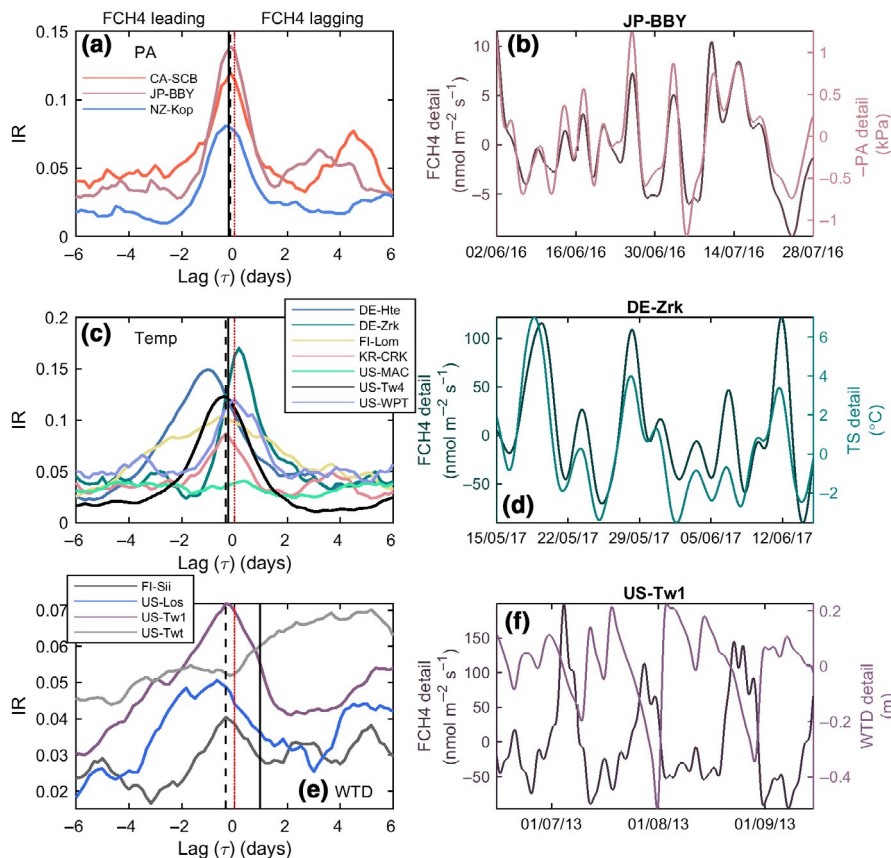 FCH4 leading FCH4 lagging
(a) PA
CA-SCB
JP-BBY
NZ-Kop
IR
0.15
0.1
0.05
0
−6 −4 −2 0 2 4 6
Lag (τ) (days)
JP-BBY
(b)
FCH4 detail
(nmol m−2 s−1)
10
5
0
−5
−PA detail
(kPa)
1
0.5
0
−0.5
−1
02/06/16 16/06/16 30/06/16 14/07/16 28/07/16
(c) Temp
DE-Hte
DE-Zrk
FI-Lom
KR-CRK
US-MAC
US-Tw4
US-WPT
IR
0.2
0.15
0.1
0.05
0
−6 −4 −2 0 2 4 6
Lag (τ) (days)
DE-Zrk
(d)
FCH4 detail
(nmol m−2 s−1)
100
50
0
−50
TS detail
(°C)
6
4
2
0
−2
15/05/17 22/05/17 29/05/17 05/06/17 12/06/17
FI-Sii
US-Los
US-Tw1
US-Twt
(e) WTD
IR
0.07
0.06
0.05
0.04
0.03
0.02
−6 −4 −2 0 2 4 6
Lag (τ) (days)
US-Tw1
(f)
FCH4 detail
(nmol m−2 s−1)
150
100
50
0
−50
WTD detail
(m)
0.2
0
−0.2
−0.4
01/07/13 01/08/13 01/09/13